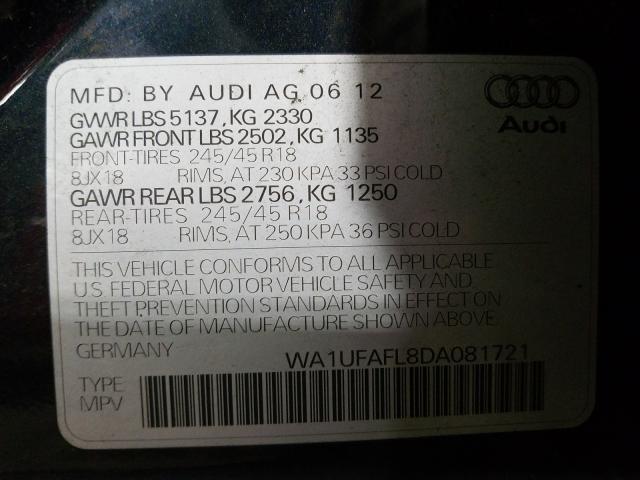 MFD. BY AUDI AG 06 12
GVWR LBS 5137, KG 2330
GAWR FRONT LBS 2502, KG 1135
FRONT-TIRES 245/45 R18
8JX18 RIMS, AT 230 KPA 33 PSI COLD
GAWR REAR LBS 2756, KG 1250
REAR-TIRES 245/45 R18
8JX18 RIMS, AT 250 KPA 36 PSI COLD
Audi
THIS VEHICLE CONFORMS TO ALL APPLICABLE
U.S. FEDERAL MOTOR VEHICLE SAFETY AND
THEFT PREVENTION STANDARDS IN EFFECT ON
THE DATE OF MANUFACTURE SHOWN ABOVE
GERMANY WA1UFAFL8DA081721
TYPE
MPV